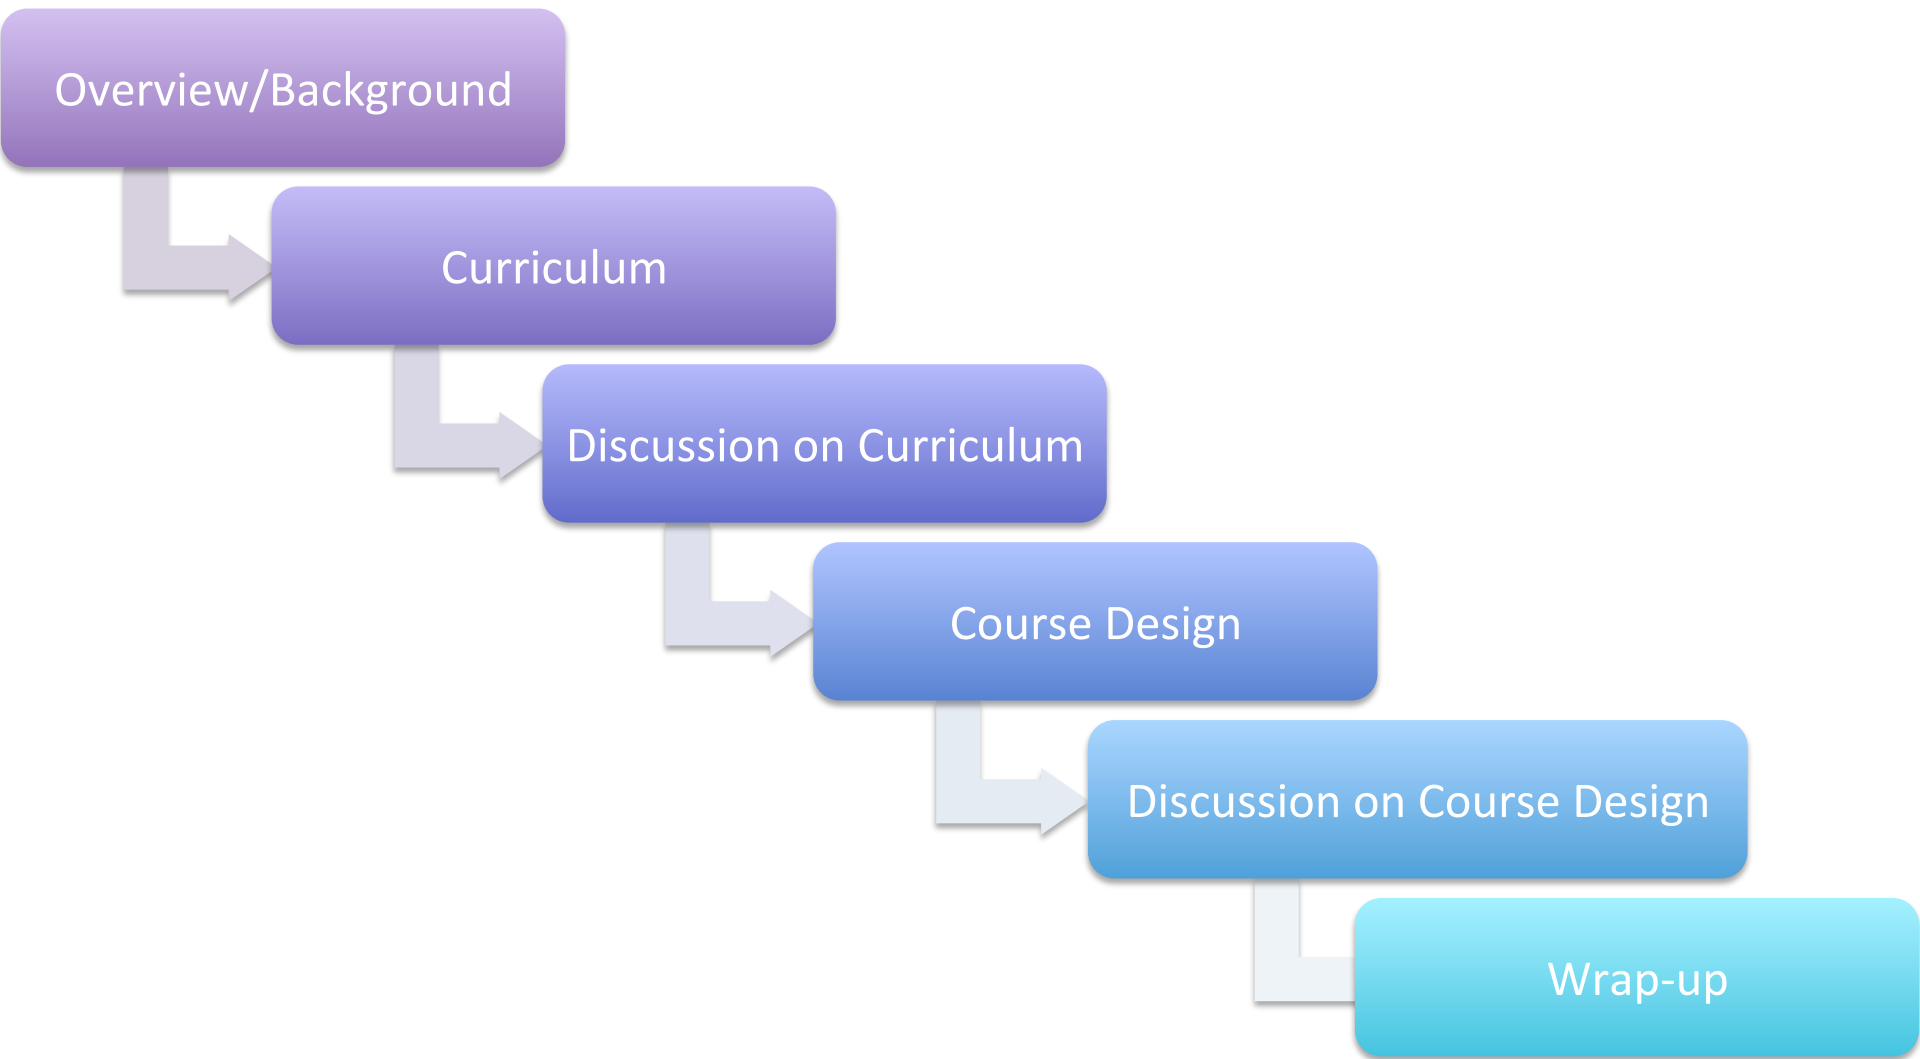 Overview/Background
Curriculum
Discussion on Curriculum
Course Design
Discussion on Course Design
Wrap-up